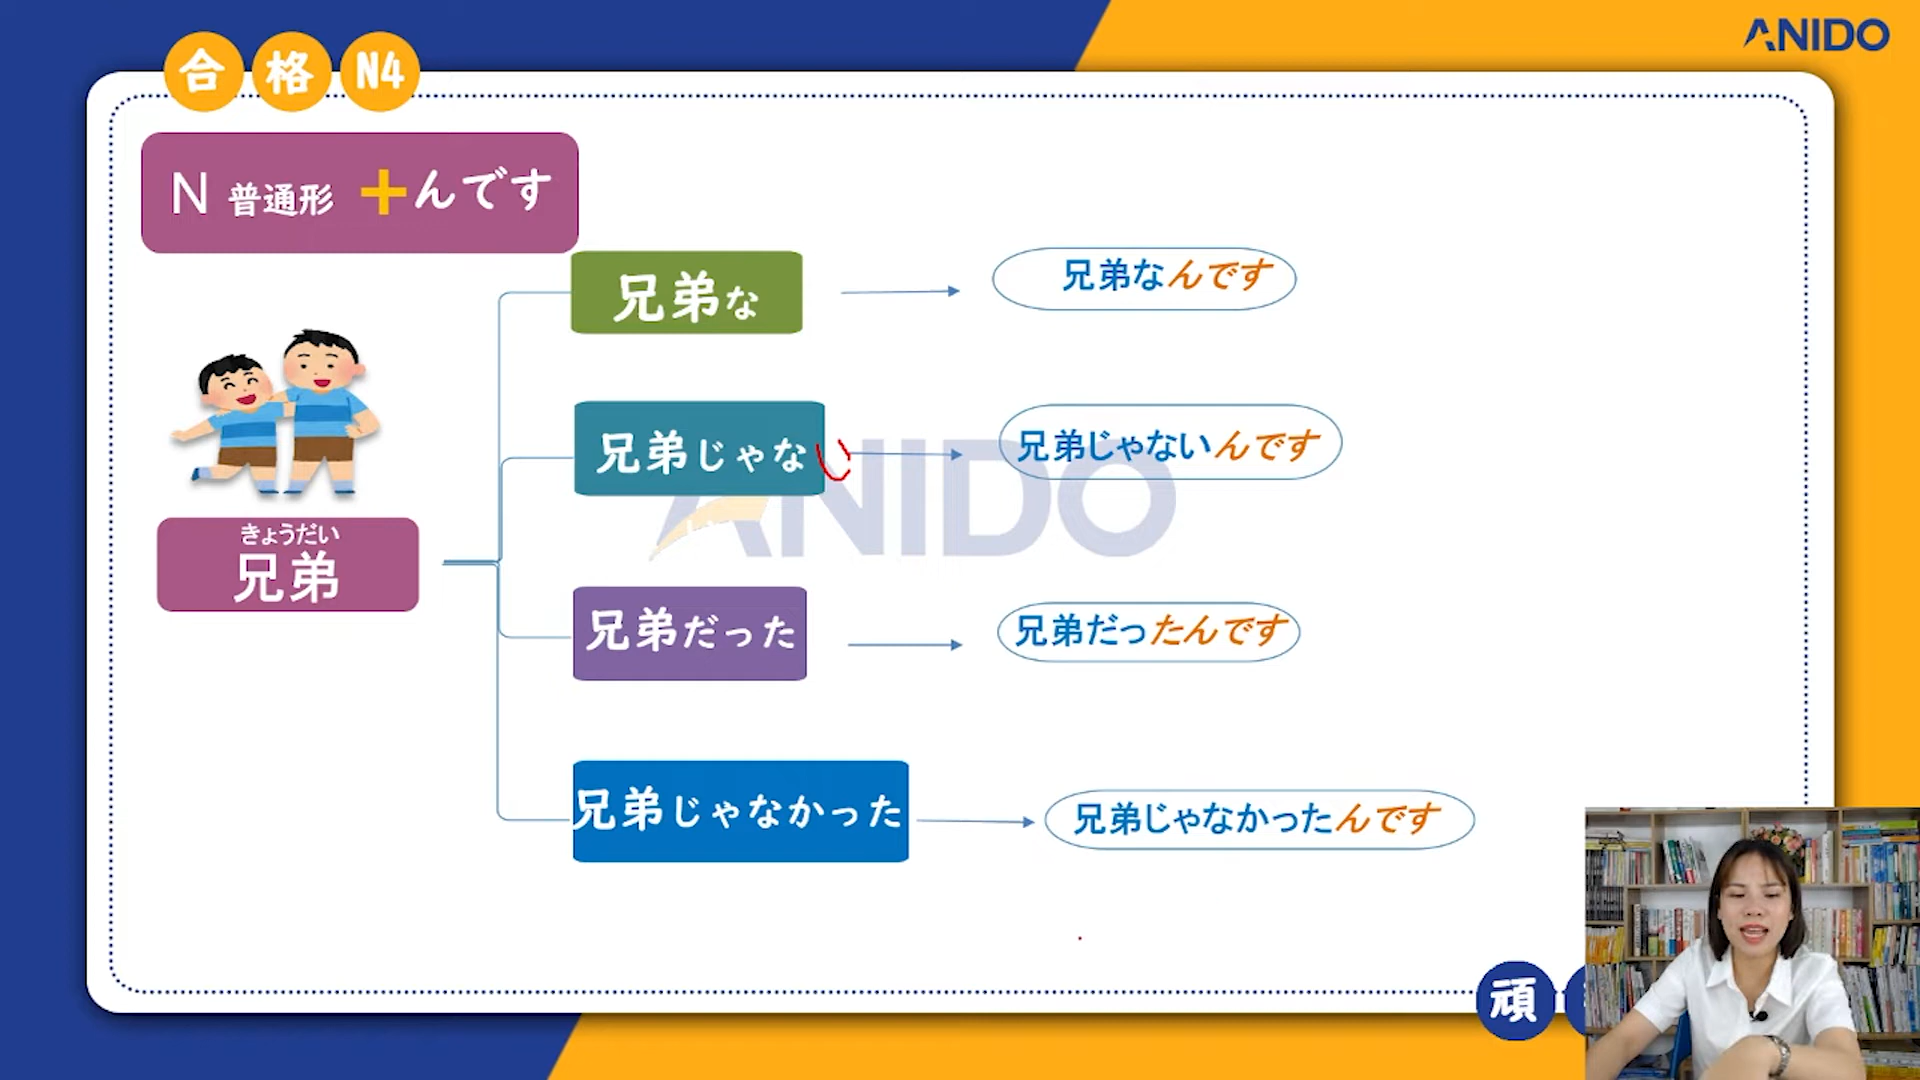 ANIDO
合格N4
N 普通形 +んです
兄弟な
兄弟なんです
兄弟じゃない
兄弟じゃないんです
ANIDO
きょうだい
兄弟
兄弟だった
兄弟だったんです
兄弟じゃなかった
兄弟じゃなかったんです
頑